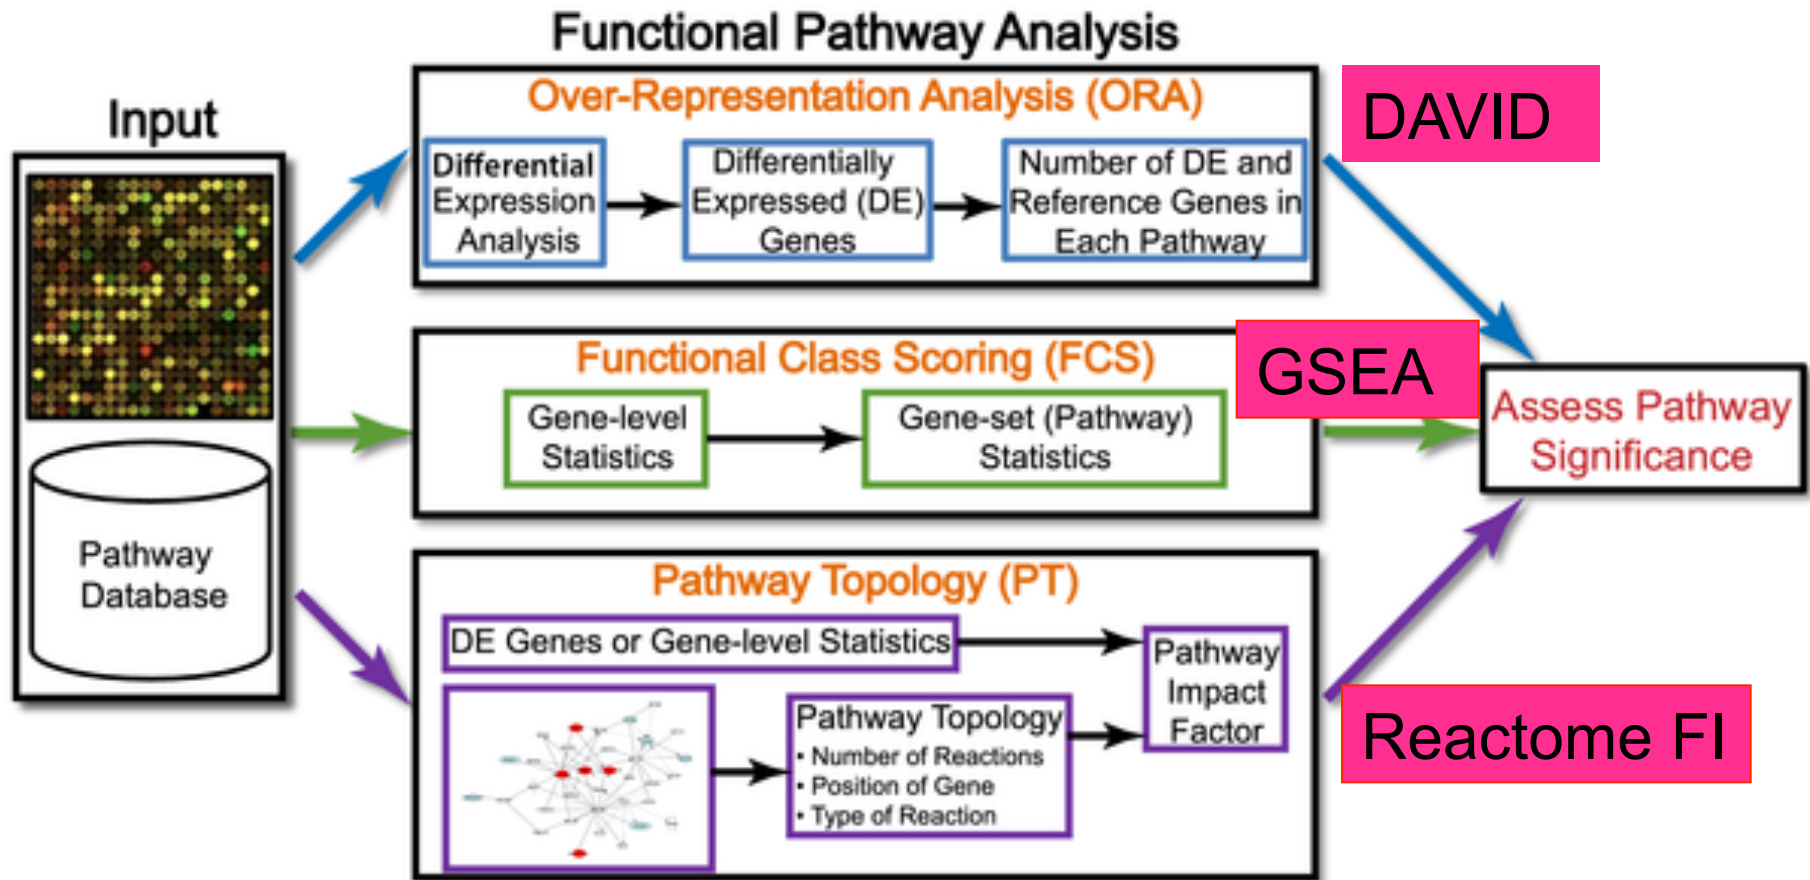 Functional Pathway Analysis
Input
Pathway
Database
Over-Representation Analysis (ORA)
Differential
Expression
Analysis
Differentially
Expressed (DE)
Genes
Number of DE and
Reference Genes in
Each Pathway
DAVID
Functional Class Scoring (FCS)
Gene-level
Statistics
Gene-set (Pathway)
Statistics
GSEA
Assess Pathway
Significance
Pathway Topology (PT)
DE Genes or Gene-level Statistics
Pathway Topology
• Number of Reactions
• Position of Gene
• Type of Reaction
Pathway
Impact
Factor
Reactome FI